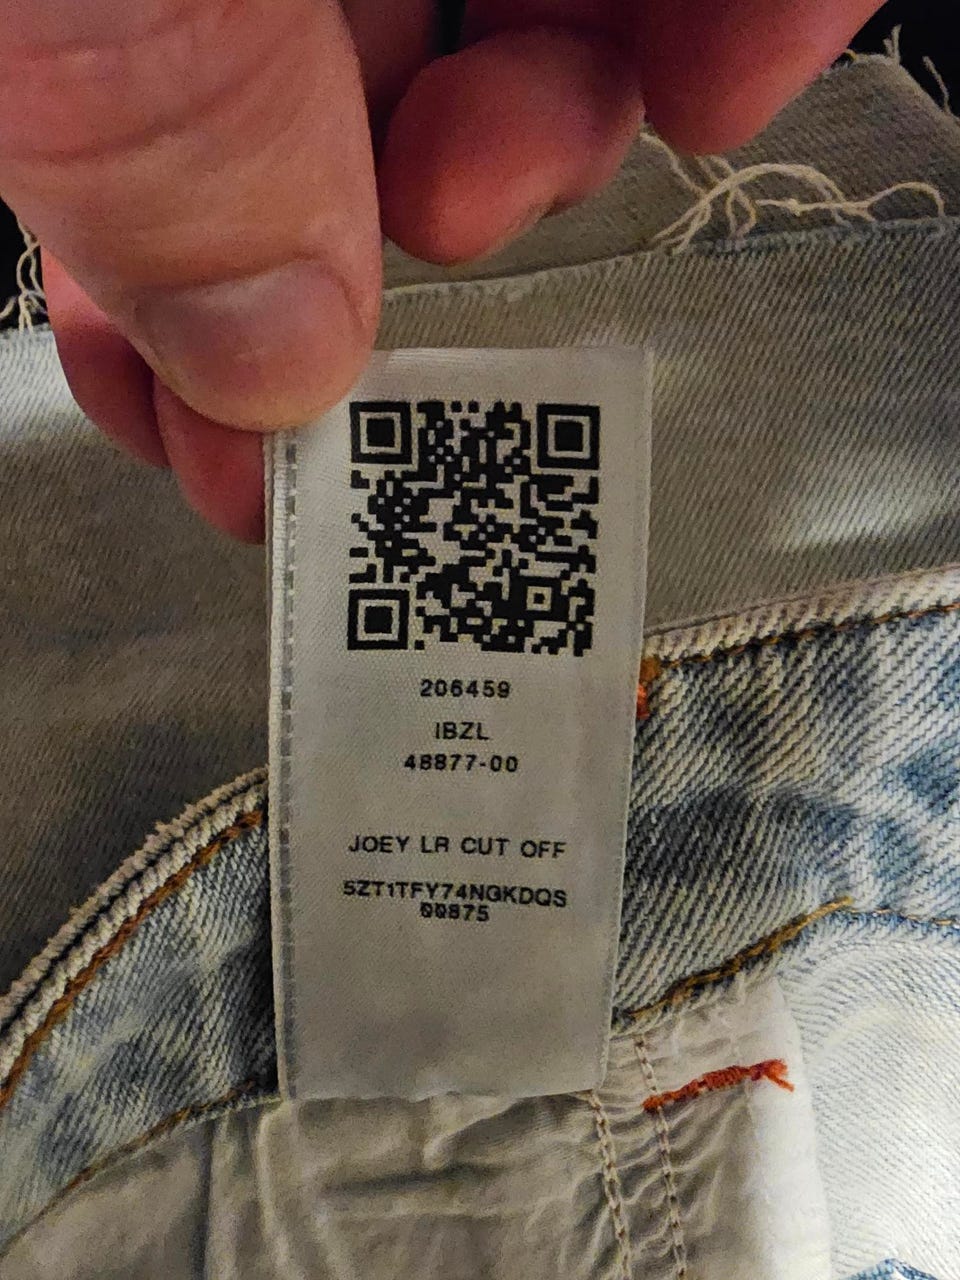 206459
IBZL
48877-00
JOEY LR CUT OFF
5ZT1TFY74NGKDQS
00875